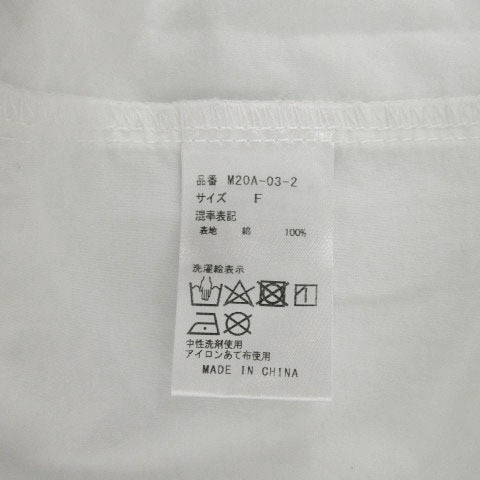 品番 M20A-03-2
サイズ F
混率表記
表地 綿 100%
洗濯絵表示
中性洗剤使用
アイロンあて布使用
MADE IN CHINA